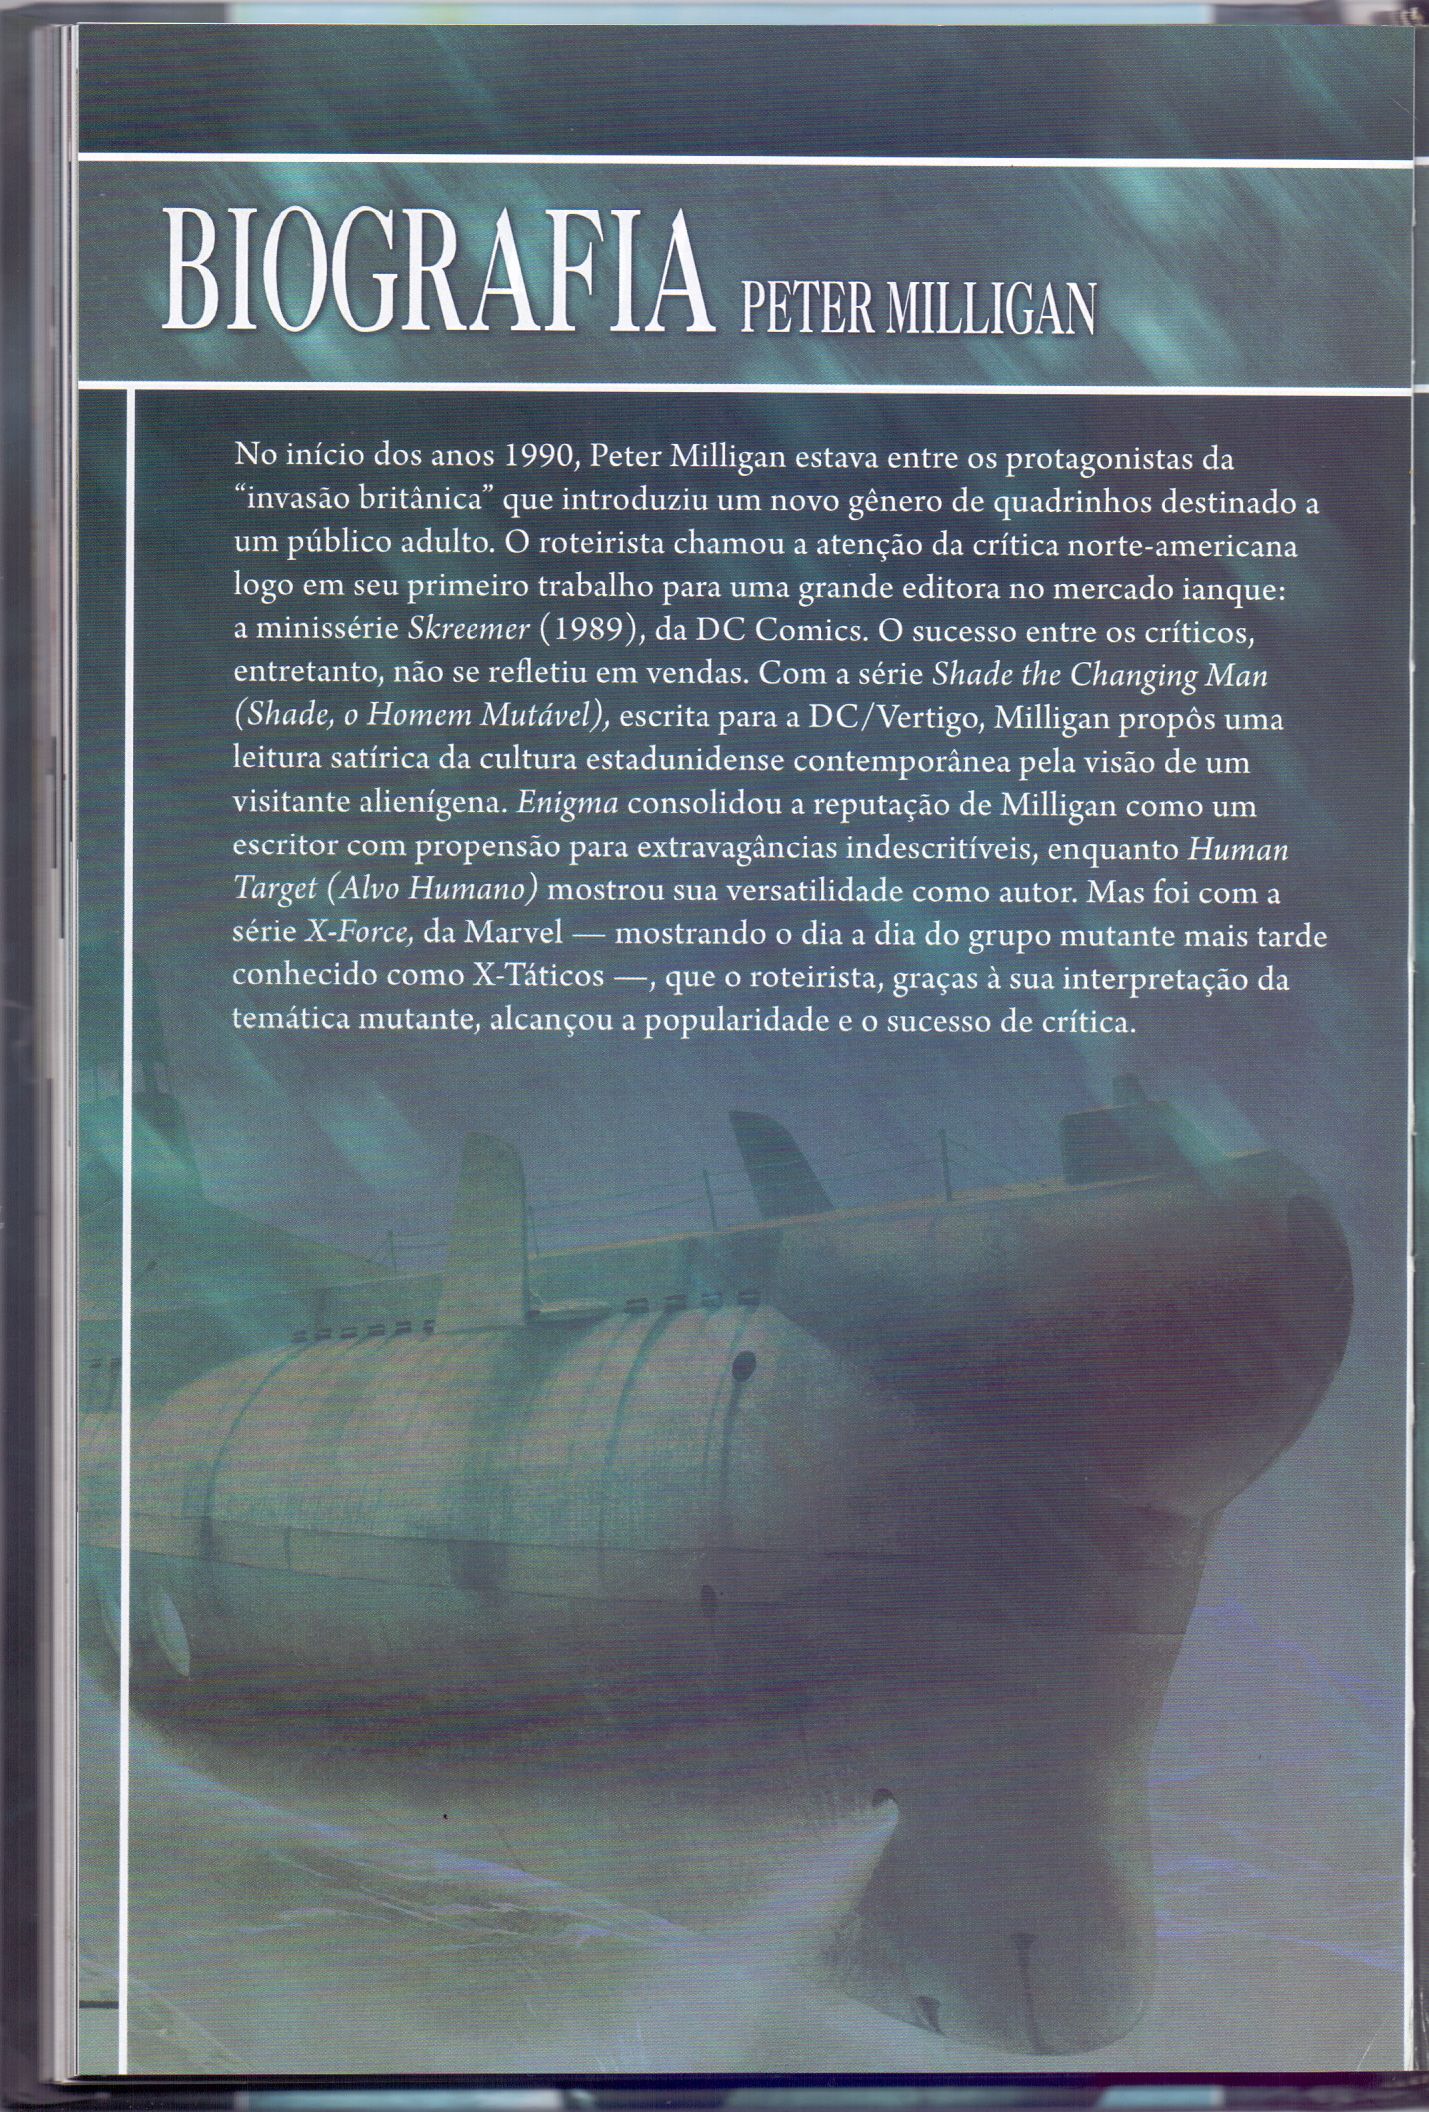 BIOGRAFIA PETER MILLIGAN
No início dos anos 1990, Peter Milligan estava entre os protagonistas da
“invasão britânica” que introduziu um novo gênero de quadrinhos destinado a
um público adulto. O roteirista chamou a atenção da crítica norte-americana
logo em seu primeiro trabalho para uma grande editora no mercado ianque:
a minissérie Skreemer (1989), da DC Comics. O sucesso entre os críticos,
entretanto, não se refletiu em vendas. Com a série Shade the Changing Man
(Shade, o Homem Mutável), escrita para a DC/Vertigo, Milligan propôs uma
leitura satírica da cultura estadunidense contemporânea pela visão de um
visitante alienígena. Enigma consolidou a reputação de Milligan como um
escritor com propensão para extravagâncias indescritíveis, enquanto Human
Target (Alvo Humano) mostrou sua versatilidade como autor. Mas foi com a
série X-Force, da Marvel — mostrando o dia a dia do grupo mutante mais tarde
conhecido como X-Táticos —, que o roteirista, graças à sua interpretação da
temática mutante, alcançou a popularidade e o sucesso de crítica.